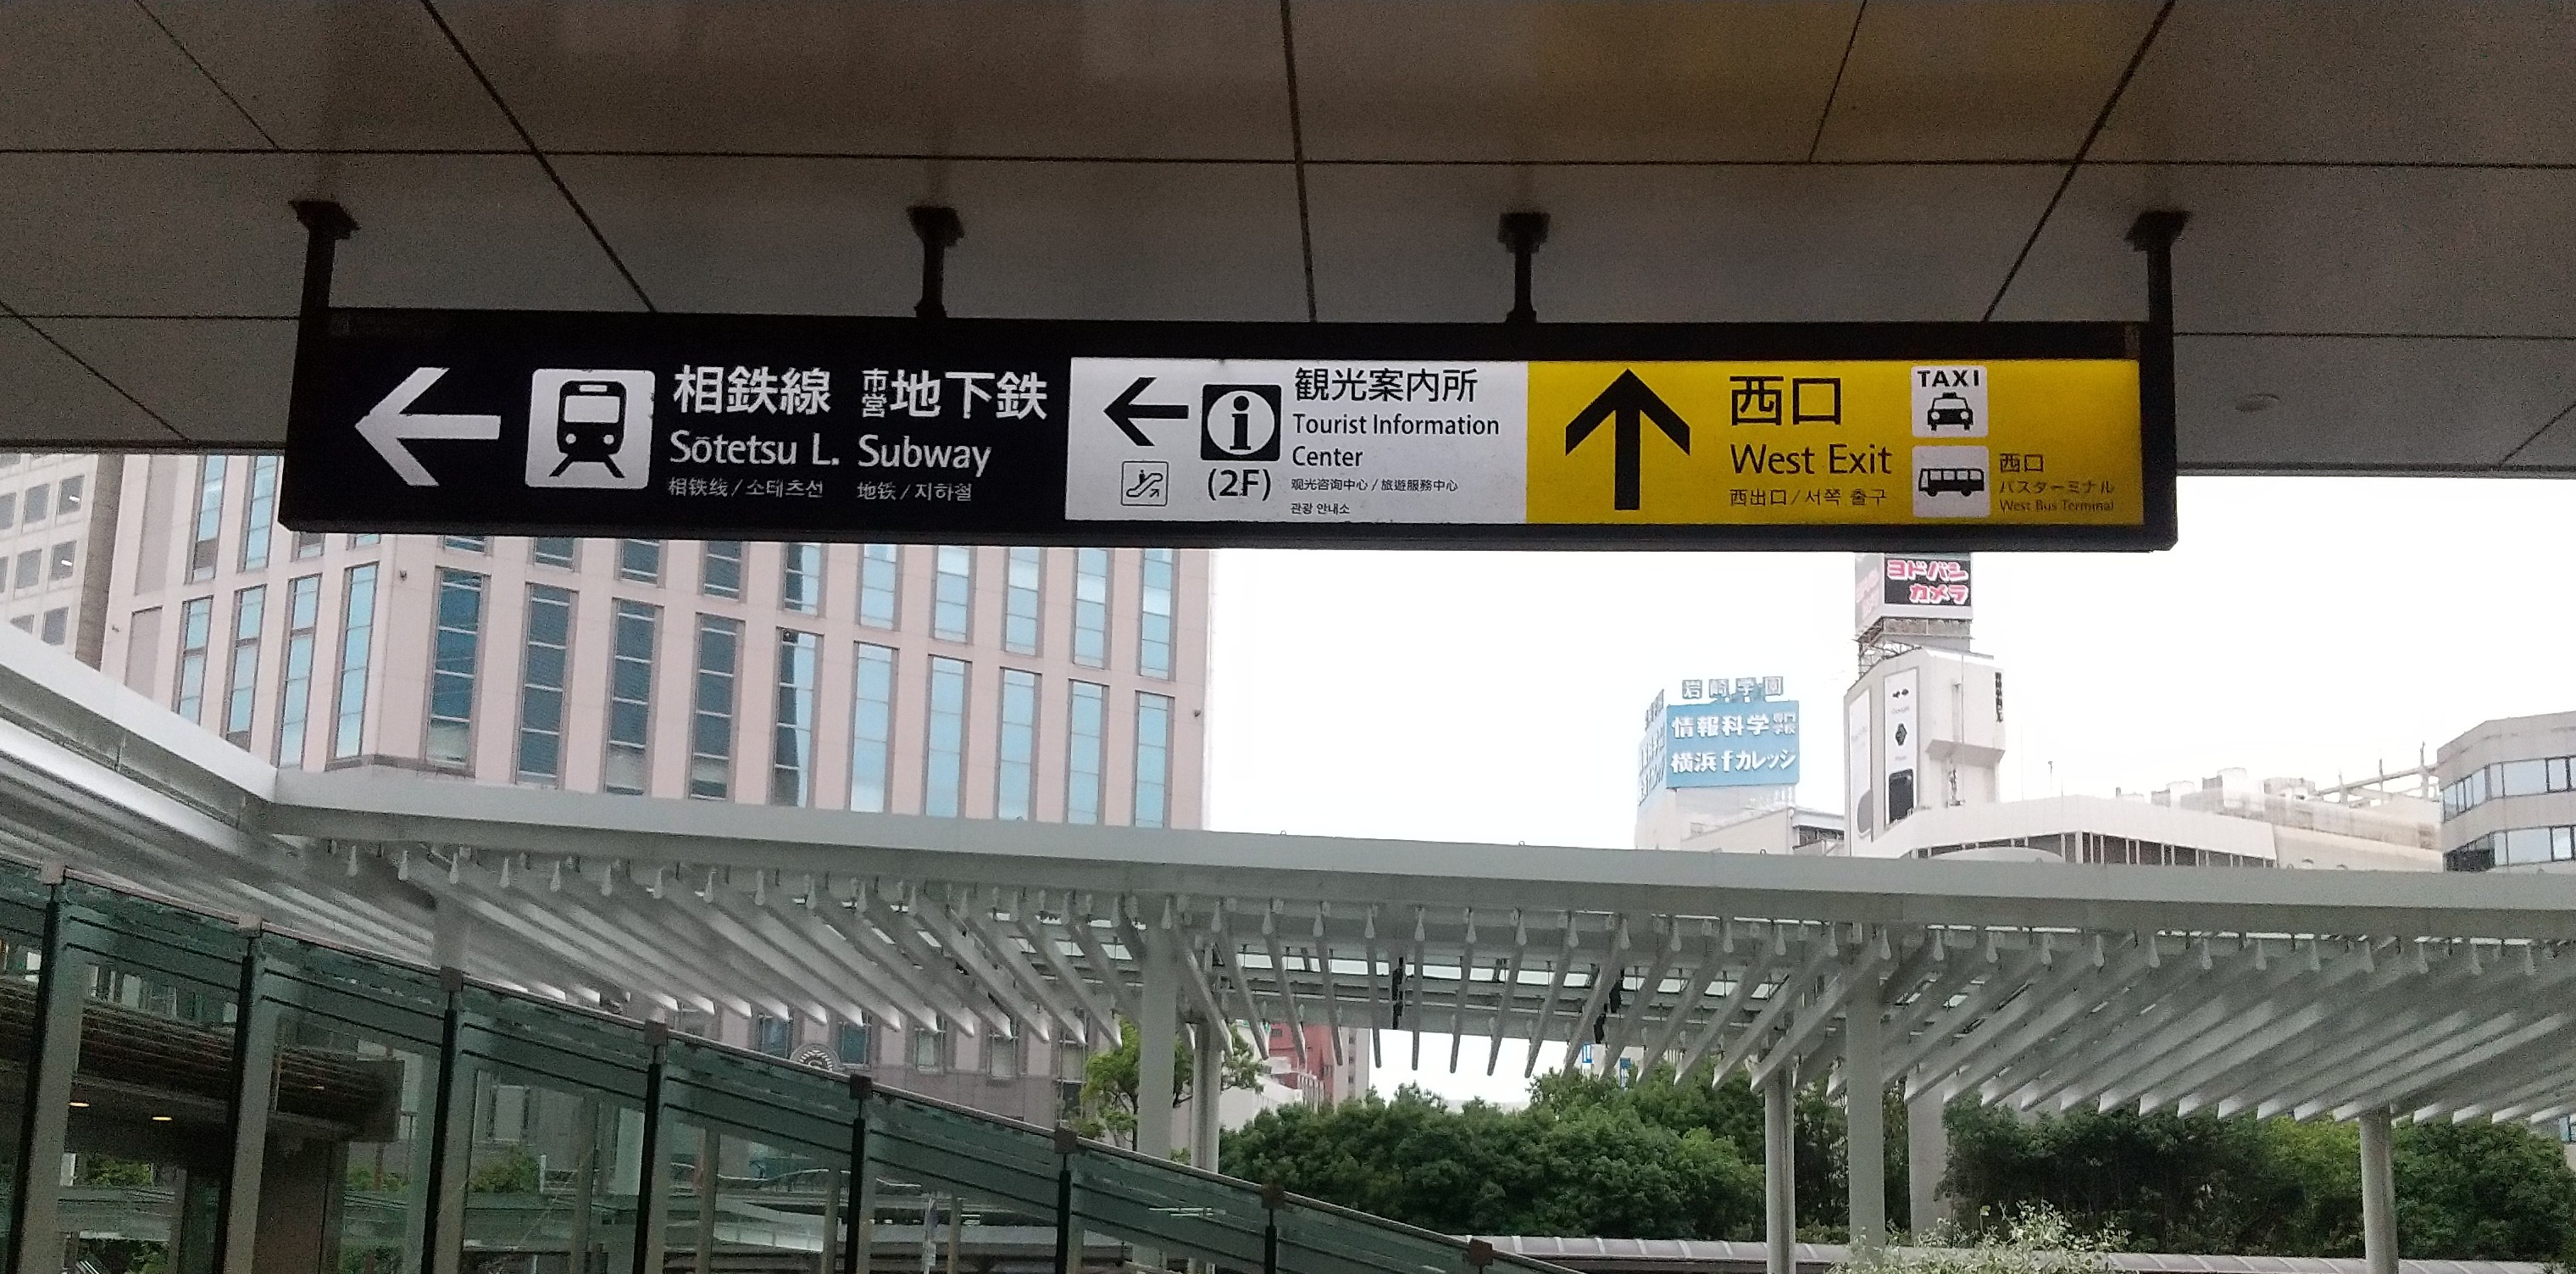 相鉄線
Sōtetsu L.
相铁线 / 소테츠선
市営地下鉄
Subway
地铁 / 지하철
(2F)
観光案内所
Tourist Information
Center
观光咨询中心 / 旅遊服務中心
관광 안내소
西口
West Exit
西出口 / 서쪽 출구
TAXI
西口
バスターミナル
West Bus Terminal
ヨドバシ
カメラ
岩崎学園
情報科学専門学校
横浜fカレッジ
Google